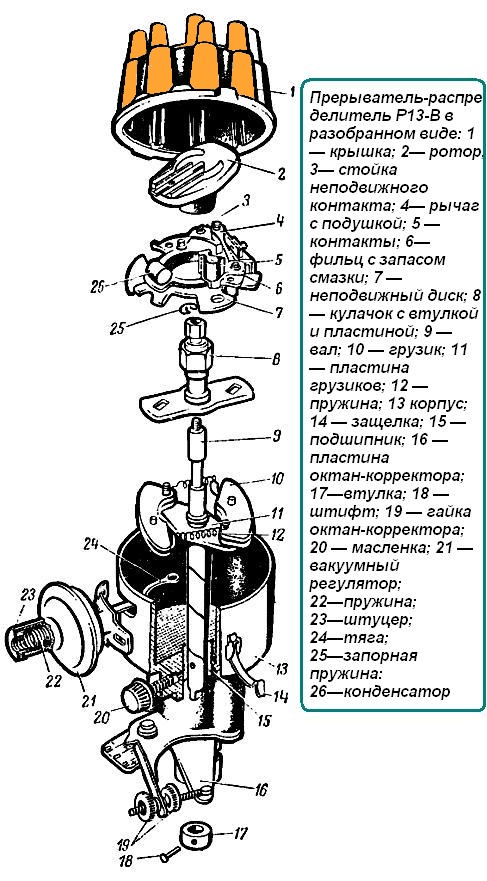 Прерыватель-распре
делитель Р13-В в
разобранном виде: 1
— крышка; 2— ротор,
3— стойка
неподвижного
контакта; 4— рычаг
с подушкой; 5 —
контакты; 6—
фильц с запасом
смазки; 7 —
неподвижный диск; 8
— кулачок с втулкой
и пластиной; 9 —
вал; 10 — грузик; 11
— пластина
грузиков; 12 —
пружина; 13 корпус;
14 — защелка; 15 —
подшипник; 16 —
пластина
октан-корректора;
17—втулка; 18 —
штифт; 19 — гайка
октан-корректора;
20 — масленка; 21 —
вакуумный
регулятор;
22—пружина;
23—штуцер;
24—тяга;
25—запорная
пружина:
26—конденсатор
1
2
3
4
5
26
6
7
25
8
9
10
11
12
24
23
13
22
21
14
20
15
16
19
17
18